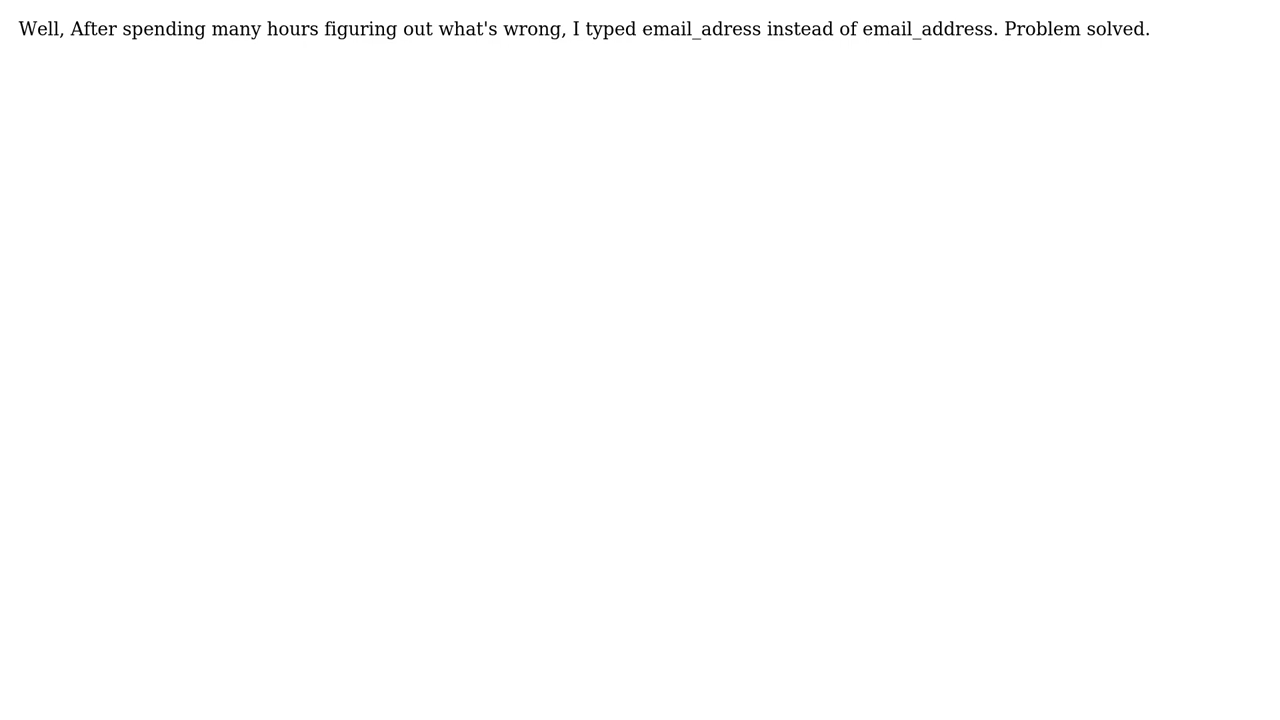 Well, After spending many hours figuring out what's wrong, I typed email_adress instead of email_address. Problem solved.